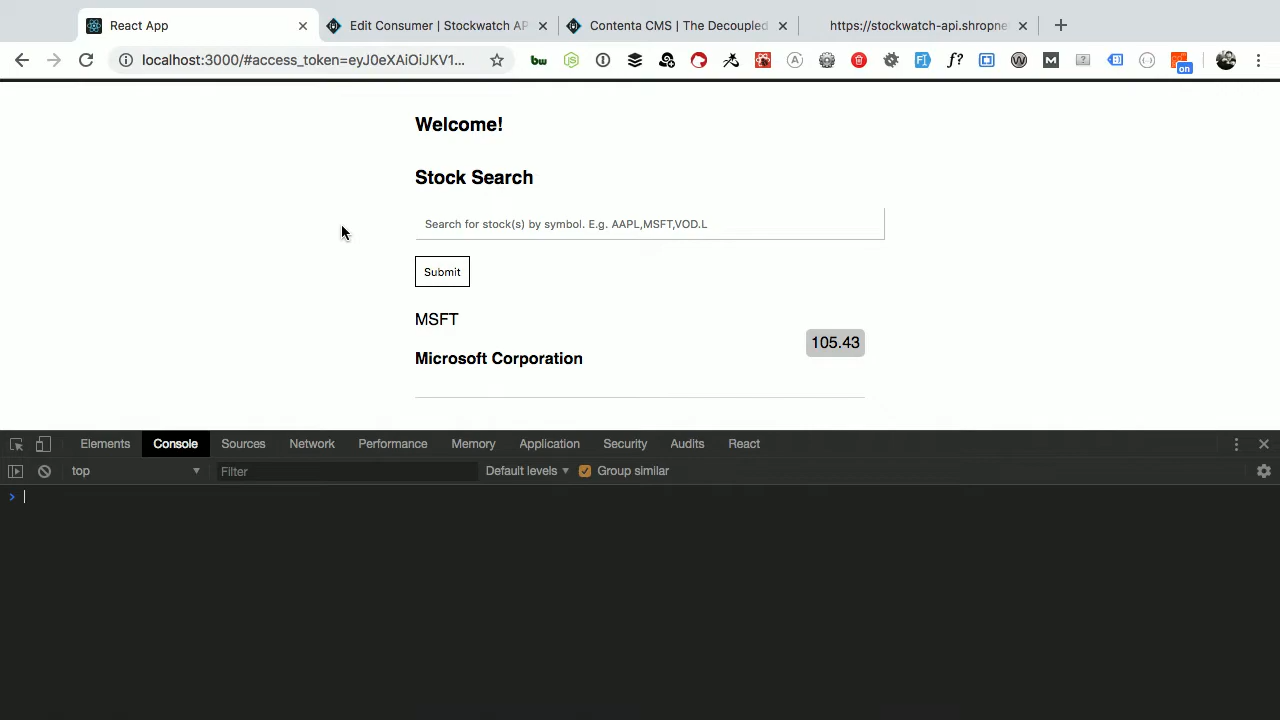 React App
Edit Consumer | Stockwatch AP
Contenta CMS | The Decoupled
https://stockwatch-api.shropne
localhost:3000/#access_token=eyJ0eXAiOiJKV1...
bw
f?
on
Welcome!
Stock Search
Search for stock(s) by symbol. E.g. AAPL,MSFT,VOD.L
Submit
MSFT
105.43
Microsoft Corporation
Elements Console Sources Network Performance Memory Application Security Audits React
top Filter Default levels Group similar